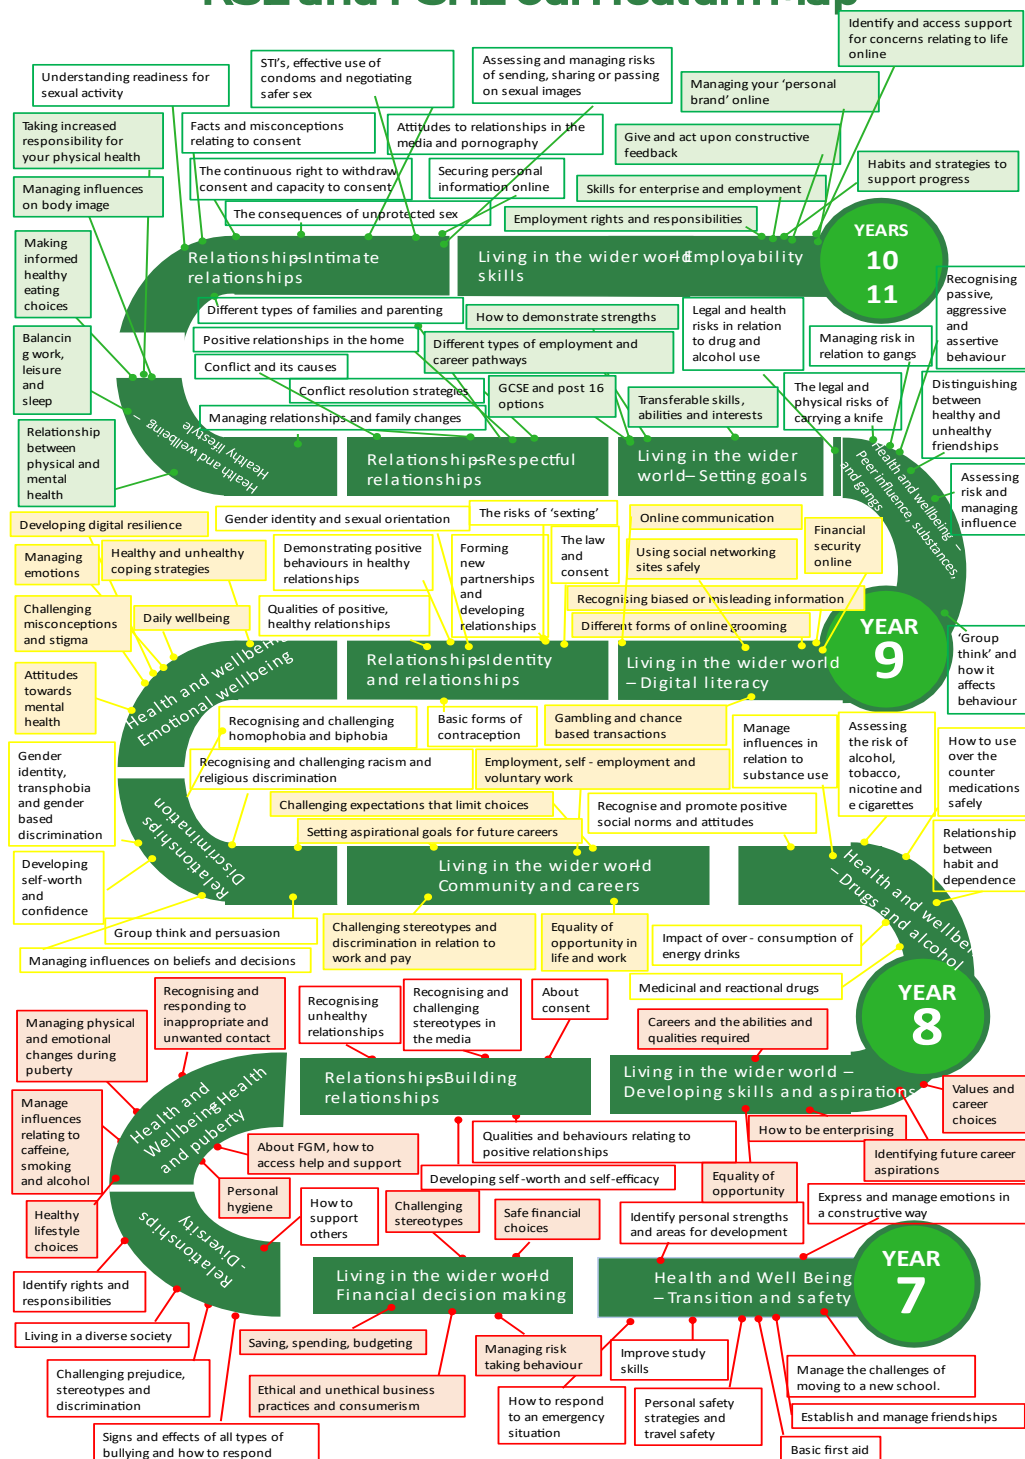 RSE and PSHE Curriculum Map
Identify and access support
for concerns relating to life
online
Understanding readiness for
sexual activity
STI's, effective use of
condoms and negotiating
safer sex
Assessing and managing risks
of sending, sharing or passing
on sexual images
Managing your 'personal
brand' online
Taking increased
responsibility for
your physical health
Facts and misconceptions
relating to consent
Attitudes to relationships in the
media and pornography
Give and act upon constructive
feedback
The continuous right to withdraw
consent and capacity to consent
Securing personal
information online
Habits and strategies to
support progress
Managing influences
on body image
Skills for enterprise and employment
The consequences of unprotected sex
Employment rights and responsibilities
YEARS
10
11
Making
informed
healthy
eating
choices
Relationships–Intimate
relationships
Living in the wider world–Employability
skills
Recognising
passive,
aggressive
and
assertive
behaviour
Different types of families and parenting
How to demonstrate strengths
Legal and health
risks in relation
to drug and
alcohol use
Positive relationships in the home
Different types of employment and
career pathways
Managing risk in
relation to gangs
Balancin
g work,
leisure
and
sleep
Conflict and its causes
Conflict resolution strategies
GCSE and post 16
options
Transferable skills,
abilities and interests
The legal and
physical risks of
carrying a knife
Distinguishing
between
healthy and
unhealthy
friendships
Managing relationships and family changes
Relationship
between
physical and
mental
health
Health and wellbeing –
Healthy lifestyle
Relationships–Respectful
relationships
Living in the wider
world– Setting goals
Health and wellbeing –
Peer influence, substances,
and gangs
Assessing
risk and
managing
influence
Developing digital resilience
Gender identity and sexual orientation
The risks of 'sexting'
Online communication
Financial
security
online
Managing
emotions
Healthy and unhealthy
coping strategies
Demonstrating positive
behaviours in healthy
relationships
Forming
new
partnerships
and
developing
relationships
The law
and
consent
Using social networking
sites safely
Challenging
misconceptions
and stigma
Daily wellbeing
Qualities of positive,
healthy relationships
Recognising biased or misleading information
Different forms of online grooming
YEAR
9
'Group
think' and
how it
affects
behaviour
Attitudes
towards
mental
health
Health and wellbeing
Emotional wellbeing
Relationships–Identity
and relationships
Living in the wider world
– Digital literacy
Recognising and challenging
homophobia and biphobia
Basic forms of
contraception
Gambling and chance
based transactions
Manage
influences in
relation to
substance use
Assessing
the risk of
alcohol,
tobacco,
nicotine and
e cigarettes
How to use
over the
counter
medications
safely
Gender
identity,
transphobia
and gender
based
discrimination
Recognising and challenging racism and
religious discrimination
Employment, self - employment and
voluntary work
Challenging expectations that limit choices
Recognise and promote positive
social norms and attitudes
Setting aspirational goals for future careers
Relationship
between
habit and
dependence
Relationships
Discrimination
Developing
self-worth
and
confidence
Living in the wider world–
Community and careers
Health and wellbei
– Drugs and alcohol
Group think and persuasion
Challenging stereotypes and
discrimination in relation to
work and pay
Equality of
opportunity in
life and work
Impact of over - consumption of
energy drinks
Managing influences on beliefs and decisions
Medicinal and reactional drugs
YEAR
8
Managing physical
and emotional
changes during
puberty
Recognising and
responding to
inappropriate and
unwanted contact
Recognising
unhealthy
relationships
Recognising and
challenging
stereotypes in
the media
About
consent
Careers and the abilities and
qualities required
Relationships–Building
relationships
Living in the wider world –
Developing skills and aspirations
Values and
career
choices
Manage
influences
relating to
caffeine,
smoking
and alcohol
Health and
Wellbeing–Health
and puberty
How to be enterprising
Identifying future career
aspirations
About FGM, how to
access help and support
Qualities and behaviours relating to
positive relationships
Developing self-worth and self-efficacy
Equality of
opportunity
Personal
hygiene
Healthy
lifestyle
choices
How to
support
others
Challenging
stereotypes
Safe financial
choices
Identify personal strengths
and areas for development
Express and manage emotions in
a constructive way
Relationships
- Diversity
Identify rights and
responsibilities
Living in the wider world–
Financial decision making
Health and Well Being
– Transition and safety
YEAR
7
Living in a diverse society
Saving, spending, budgeting
Managing risk
taking behaviour
Improve study
skills
Manage the challenges of
moving to a new school.
Challenging prejudice,
stereotypes and
discrimination
Ethical and unethical business
practices and consumerism
How to respond
to an emergency
situation
Personal safety
strategies and
travel safety
Establish and manage friendships
Signs and effects of all types of
bullying and how to respond
Basic first aid